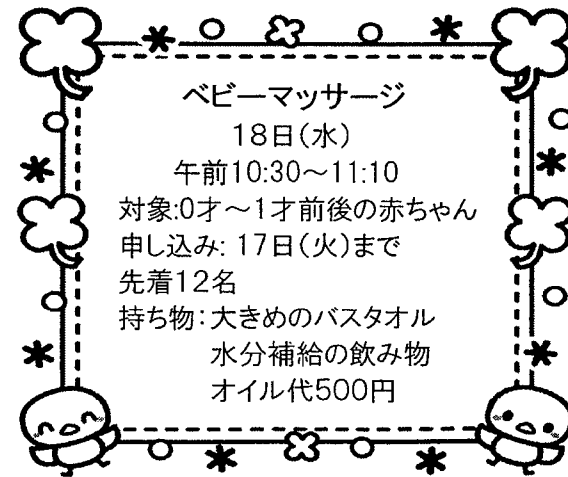 ベビーマッサージ
18日(水)
午前10:30～11:10
対象:0才～1才前後の赤ちゃん
申し込み: 17日(火)まで
先着12名
持ち物:大きめのバスタオル
水分補給の飲み物
オイル代500円